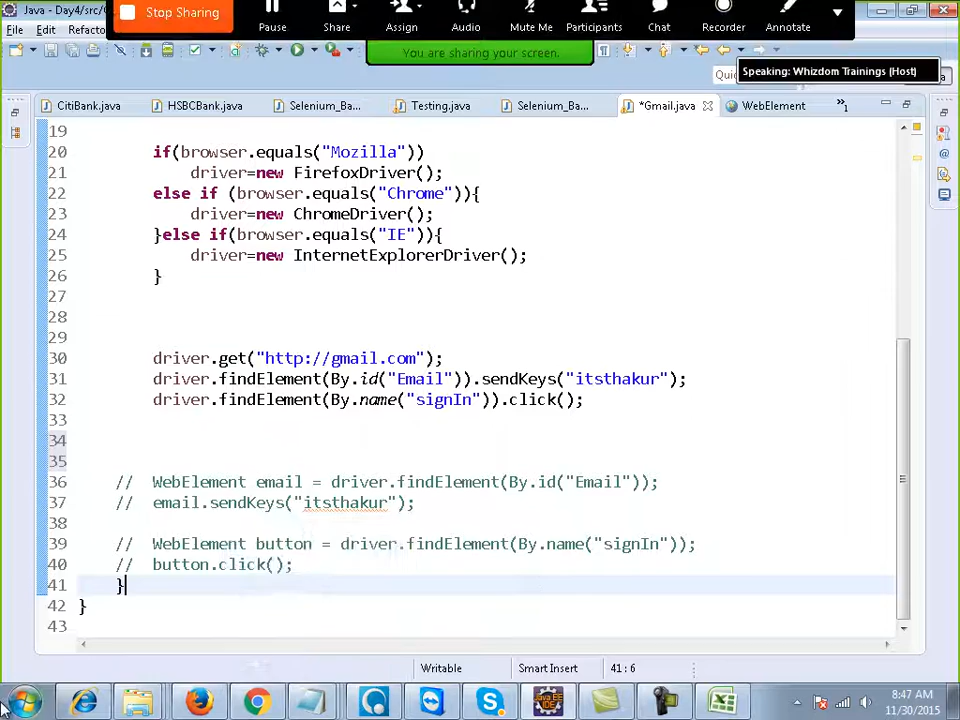 Java - Day4/src/
Stop Sharing
Pause
Share
Assign
Audio
Mute Me
Participants
Chat
Recorder
Annotate
File
Edit
Refacto
You are sharing your screen.
Speaking: Whizdom Trainings (Host)
Quic
CitiBank.java
HSBCBank.java
Selenium_Ba...
Testing.java
Selenium_Ba...
*Gmail.java
WebElement
»1
19
20 if(browser.equals("Mozilla"))
21 driver=new FirefoxDriver();
22 else if (browser.equals("Chrome")){
23 driver=new ChromeDriver();
24 }else if(browser.equals("IE")){
25 driver=new InternetExplorerDriver();
26 }
27
28
29
30 driver.get("http://gmail.com");
31 driver.findElement(By.id("Email")).sendKeys("itsthakur");
32 driver.findElement(By.name("signIn")).click();
33
34
35
36 // WebElement email = driver.findElement(By.id("Email"));
37 // email.sendKeys("itsthakur");
38
39 // WebElement button = driver.findElement(By.name("signIn"));
40 // button.click();
41 }
42 }
43
Writable
Smart Insert
41 : 6
8:47 AM
11/30/2015